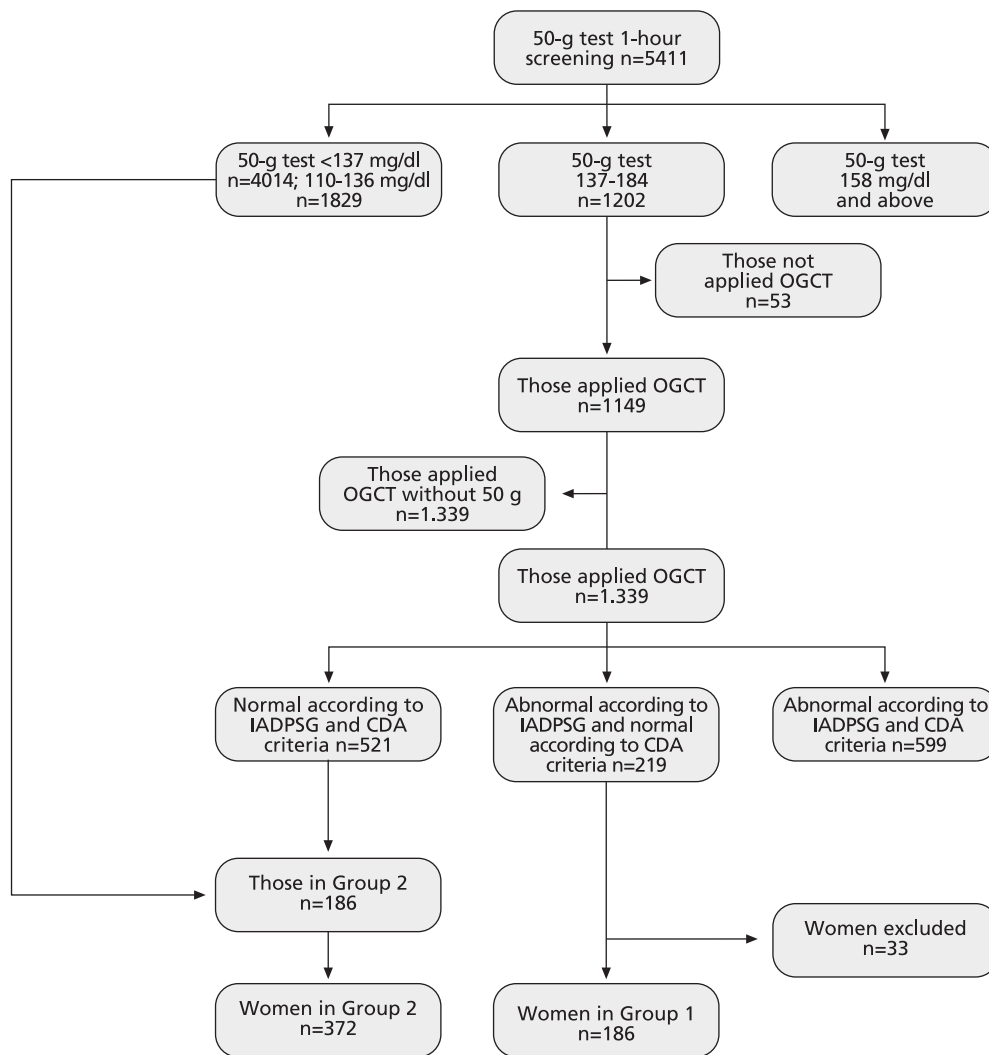 50-g test 1-hour
screening n=5411
50-g test <137 mg/dl
n=4014; 110-136 mg/dl
n=1829
50-g test
137-184
n=1202
50-g test
158 mg/dl
and above
Those not
applied OGCT
n=53
Those applied OGCT
n=1149
Those applied
OGCT without 50 g
n=1.339
Those applied OGCT
n=1.339
Normal according to
IADPSG and CDA
criteria n=521
Abnormal according to
IADPSG and normal
according to CDA
criteria n=219
Abnormal according to
IADPSG and CDA
criteria n=599
Those in Group 2
n=186
Women excluded
n=33
Women in Group 2
n=372
Women in Group 1
n=186